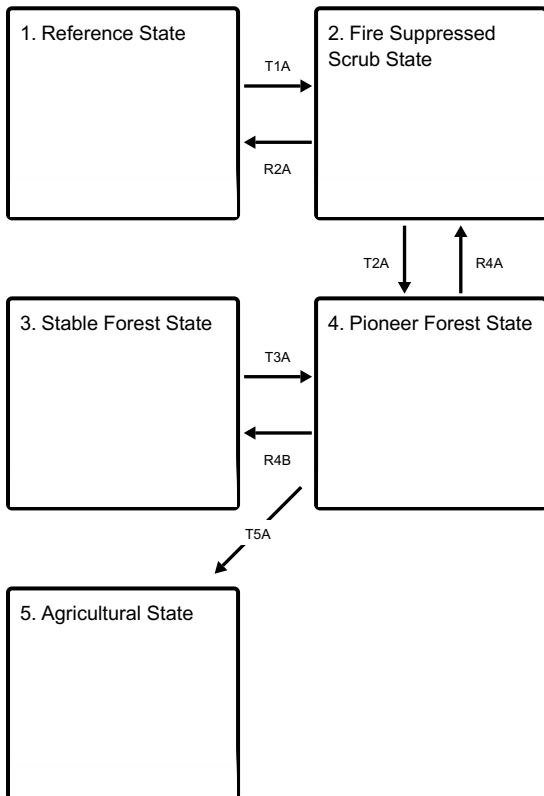 1. Reference State
2. Fire Suppressed
Scrub State
T1A
R2A
T2A
R4A
3. Stable Forest State
4. Pioneer Forest State
T3A
R4B
T5A
5. Agricultural State